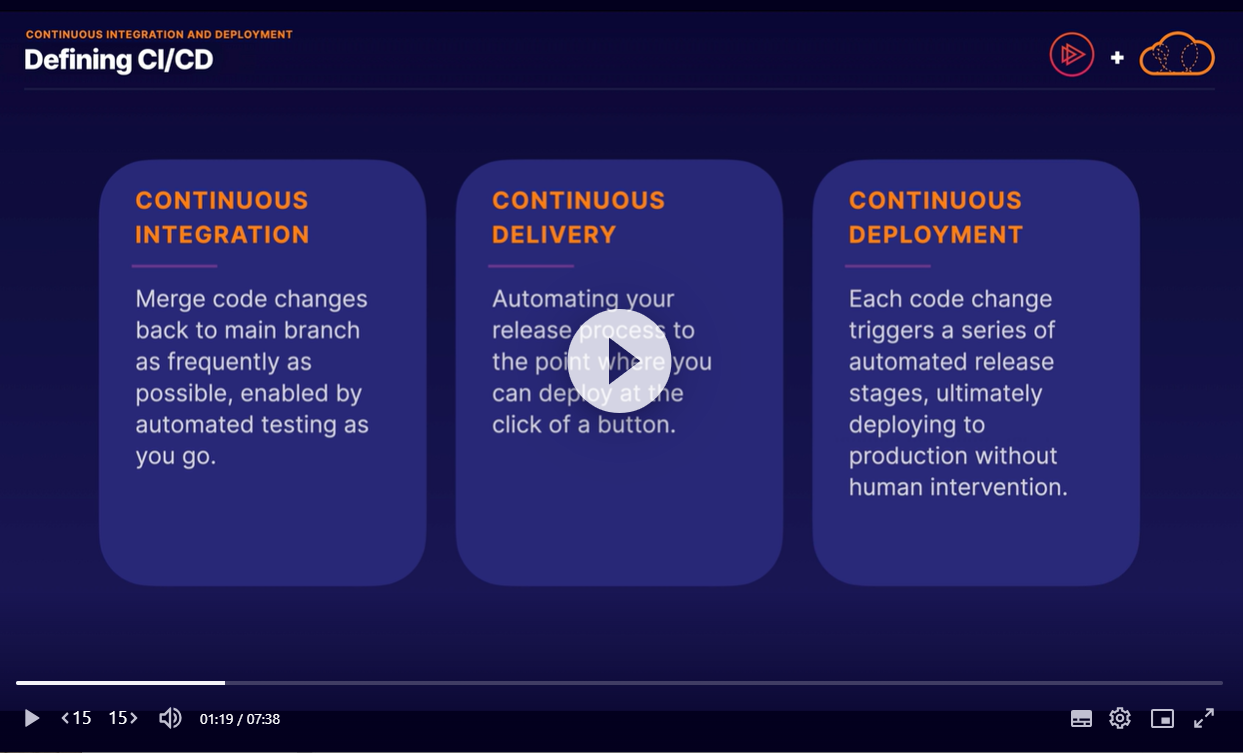 CONTINUOUS INTEGRATION AND DEPLOYMENT
Defining CI/CD
+
CONTINUOUS
INTEGRATION
Merge code changes
back to main branch
as frequently as
possible, enabled by
automated testing as
you go.
CONTINUOUS
DELIVERY
Automating your
release process to
the point where you
can deploy at the
click of a button.
CONTINUOUS
DEPLOYMENT
Each code change
triggers a series of
automated release
stages, ultimately
deploying to
production without
human intervention.
<15 15> 01:19 / 07:38